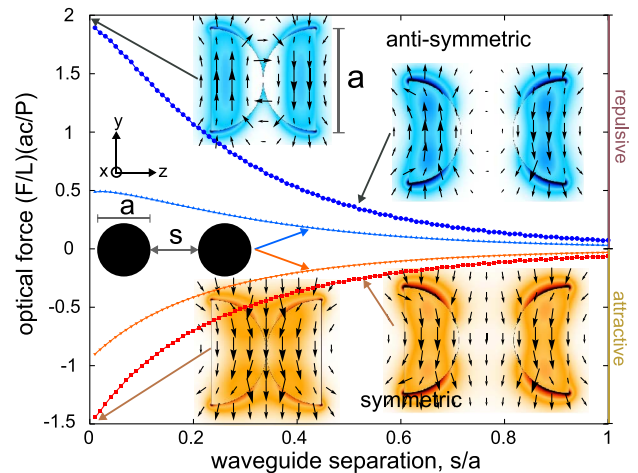 anti-symmetric
a
repulsive
y
x
z
a
s
optical force (F/L)(ac/P)
2
1.5
1
0.5
0
-0.5
-1
-1.5
attractive
symmetric
0
0.2
0.4
0.6
0.8
1
waveguide separation, s/a